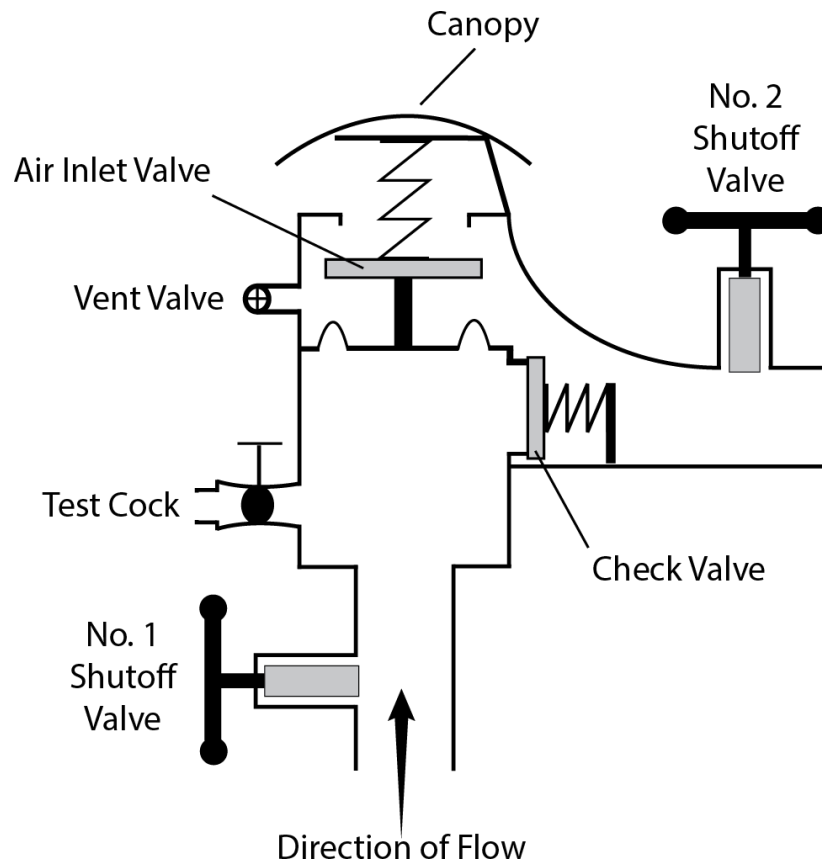 Canopy
No. 2
Shutoff
Valve
Air Inlet Valve
Vent Valve
Test Cock
Check Valve
No. 1
Shutoff
Valve
Direction of Flow